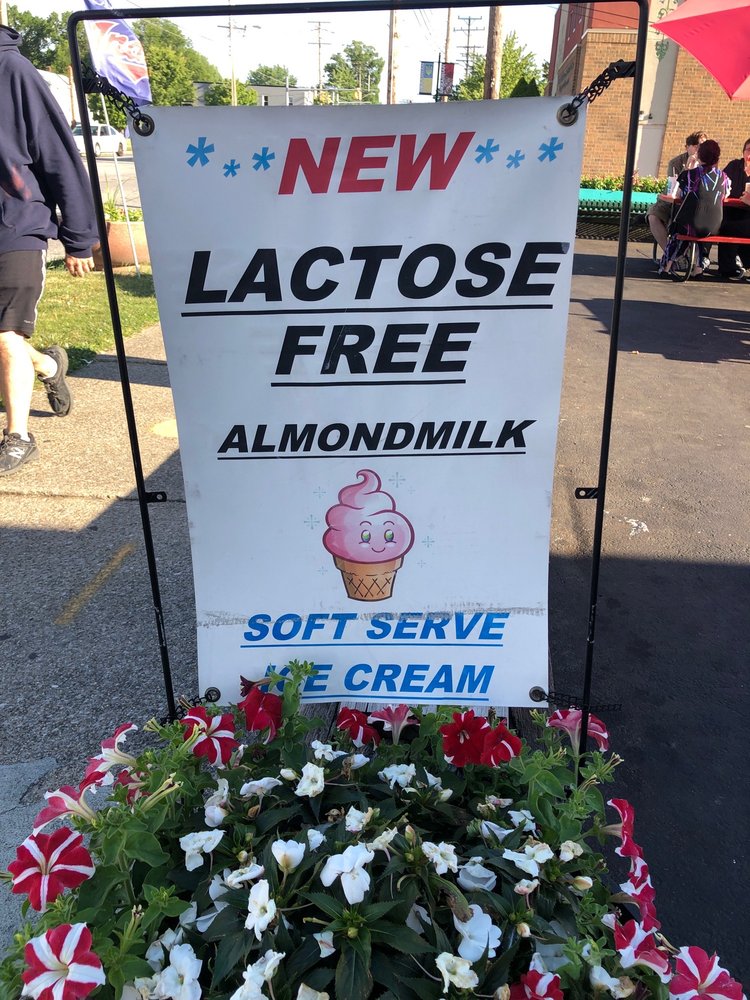 **.*NEW*.**
LACTOSE
FREE
ALMONDMILK
SOFT SERVE
ICE CREAM